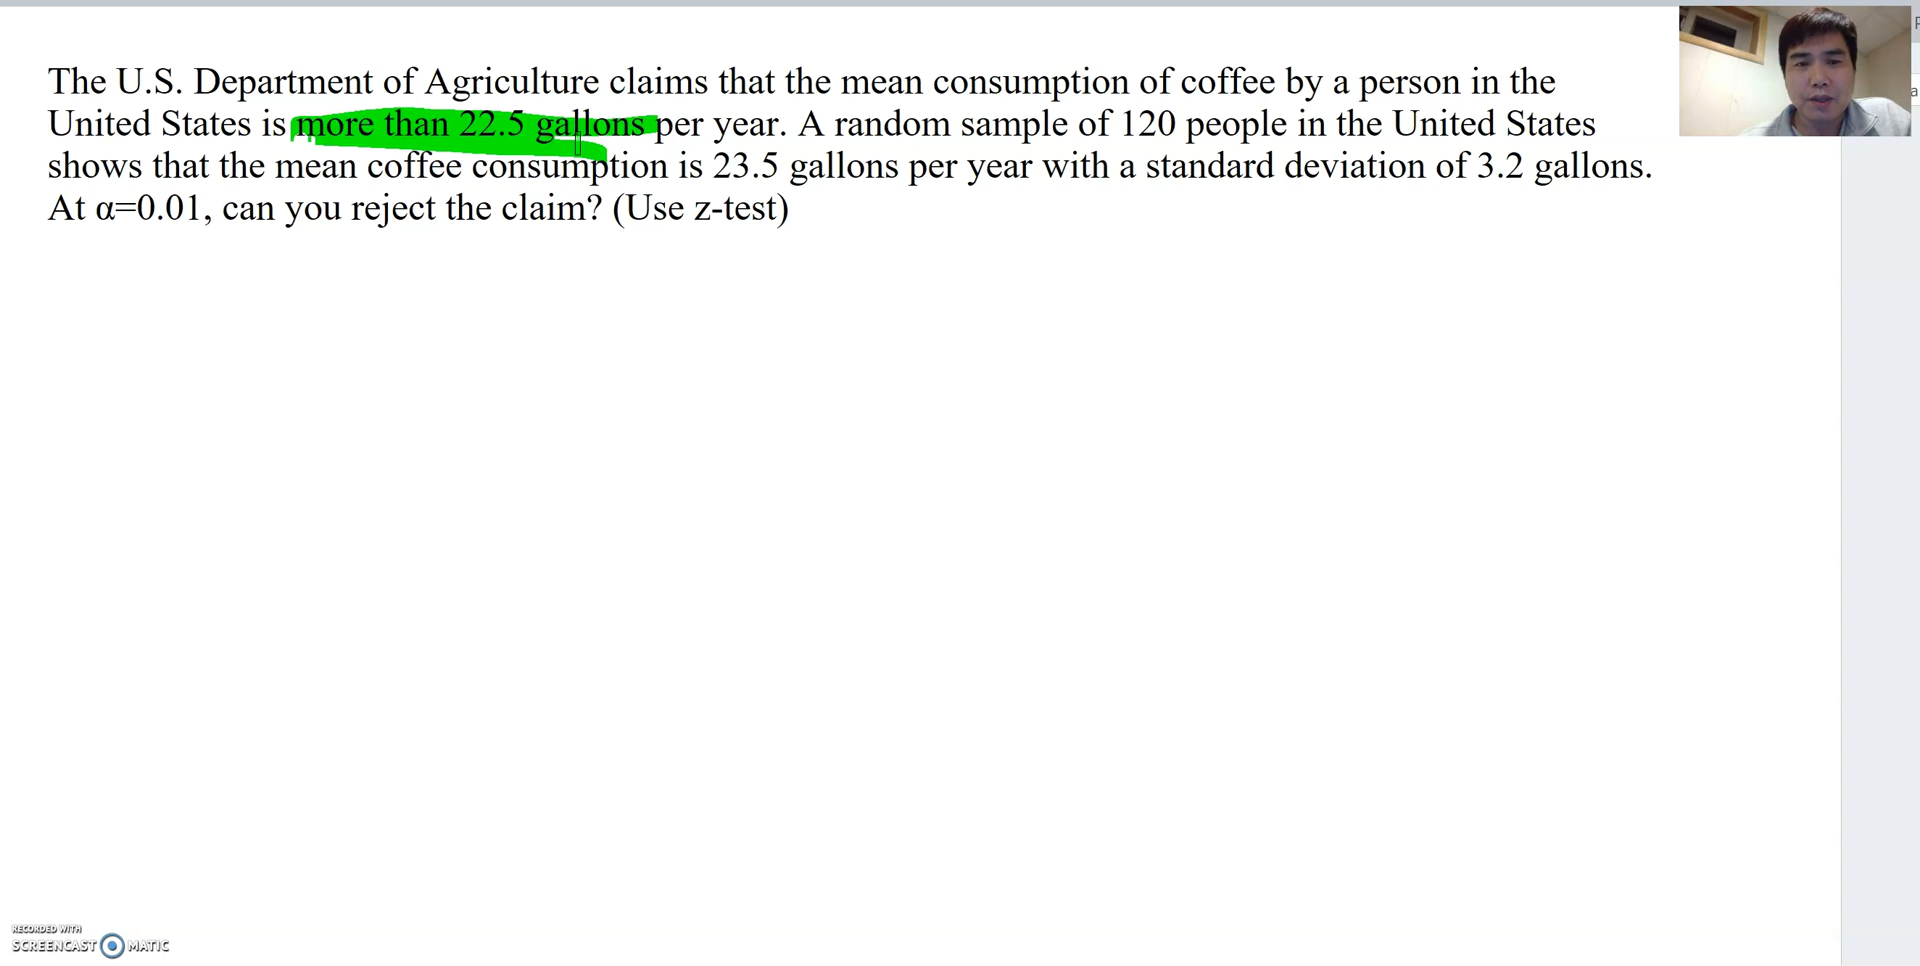 The U.S. Department of Agriculture claims that the mean consumption of coffee by a person in the
United States is more than 22.5 gallons per year. A random sample of 120 people in the United States
shows that the mean coffee consumption is 23.5 gallons per year with a standard deviation of 3.2 gallons.
At α=0.01, can you reject the claim? (Use z-test)
RECORDED WITH
SCREENCAST MATIC